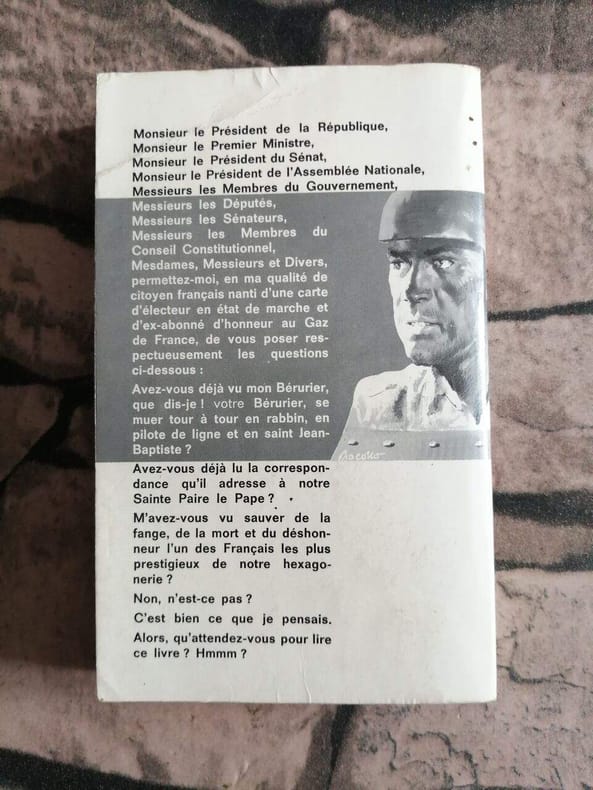 Monsieur le Président de la République,
Monsieur le Premier Ministre,
Monsieur le Président du Sénat,
Monsieur le Président de l'Assemblée Nationale,
Messieurs les Membres du Gouvernement,
Messieurs les Députés,
Messieurs les Sénateurs,
Messieurs les Membres du
Conseil Constitutionnel,
Mesdames, Messieurs et Divers,
permettez-moi, en ma qualité de
citoyen français nanti d'une carte
d'électeur en état de marche et
d'ex-abonné d'honneur au Gaz
de France, de vous poser res-
pectueusement les questions
ci-dessous :
Avez-vous déjà vu mon Bérurier,
que dis-je ! votre Bérurier, se
muer tour à tour en rabbin, en
pilote de ligne et en saint Jean-
Baptiste ?
Avez-vous déjà lu la correspon-
dance qu'il adresse à notre
Sainte Paire le Pape ?
M'avez-vous vu sauver de la
fange, de la mort et du déshon-
neur l'un des Français les plus
prestigieux de notre hexago-
nerie ?
Non, n'est-ce pas ?
C'est bien ce que je pensais.
Alors, qu'attendez-vous pour lire
ce livre ? Hmmm ?